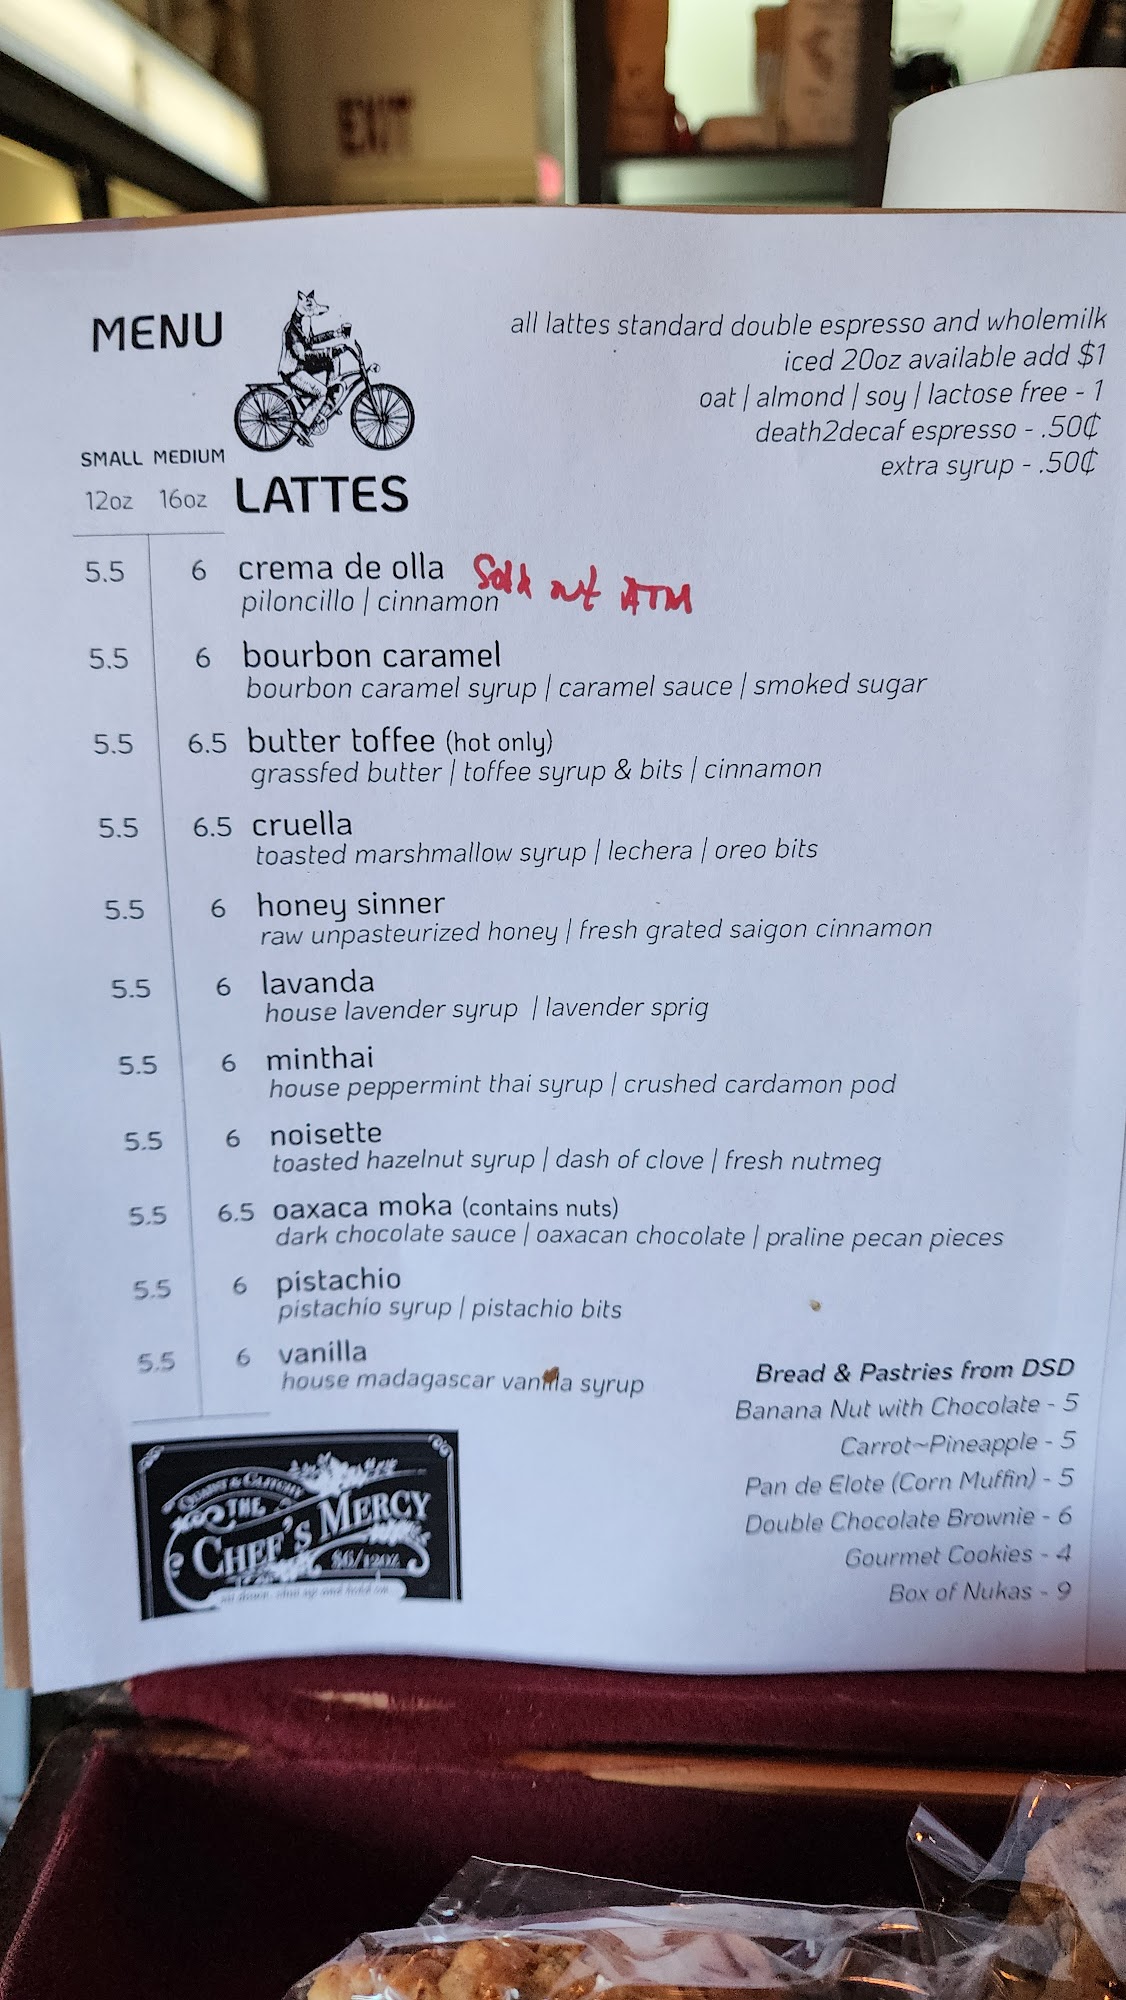 EXIT
MENU
all lattes standard double espresso and wholemilk
iced 20oz available add $1
oat | almond | soy | lactose free - 1
death2decaf espresso - .50₵
extra syrup - .50₵
SMALL MEDIUM
12oz 16oz LATTES
5.5 6 crema de olla Sold out ATM
piloncillo | cinnamon
5.5 6 bourbon caramel
bourbon caramel syrup | caramel sauce | smoked sugar
5.5 6.5 butter toffee (hot only)
grassfed butter | toffee syrup & bits | cinnamon
5.5 6.5 cruella
toasted marshmallow syrup | lechera | oreo bits
5.5 6 honey sinner
raw unpasteurized honey | fresh grated saigon cinnamon
5.5 6 lavanda
house lavender syrup | lavender sprig
5.5 6 minthai
house peppermint thai syrup | crushed cardamon pod
5.5 6 noisette
toasted hazelnut syrup | dash of clove | fresh nutmeg
5.5 6.5 oaxaca moka (contains nuts)
dark chocolate sauce | oaxacan chocolate | praline pecan pieces
5.5 6 pistachio
pistachio syrup | pistachio bits
5.5 6 vanilla
house madagascar vanilla syrup
Bread & Pastries from DSD
Banana Nut with Chocolate - 5
Carrot~Pineapple - 5
Pan de Elote (Corn Muffin) - 5
Double Chocolate Brownie - 6
Gourmet Cookies - 4
Box of Nukas - 9
THE
CHEF'S MERCY
$6/12OZ
sit down, shut up and hold on